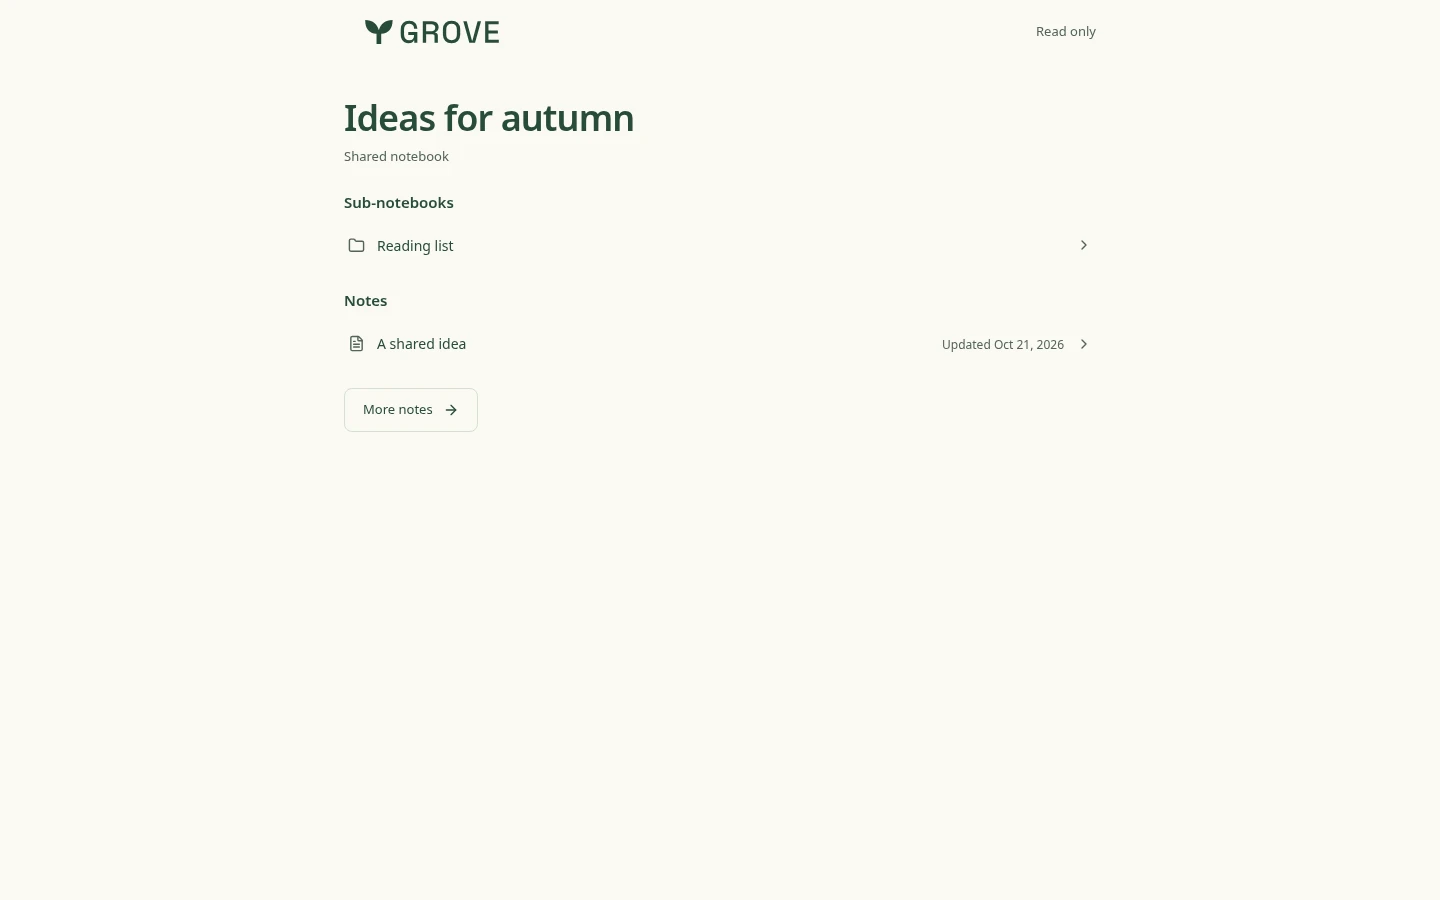 GROVE
Read only
Ideas for autumn
Shared notebook
Sub-notebooks
Reading list
Notes
A shared idea
Updated Oct 21, 2026
More notes